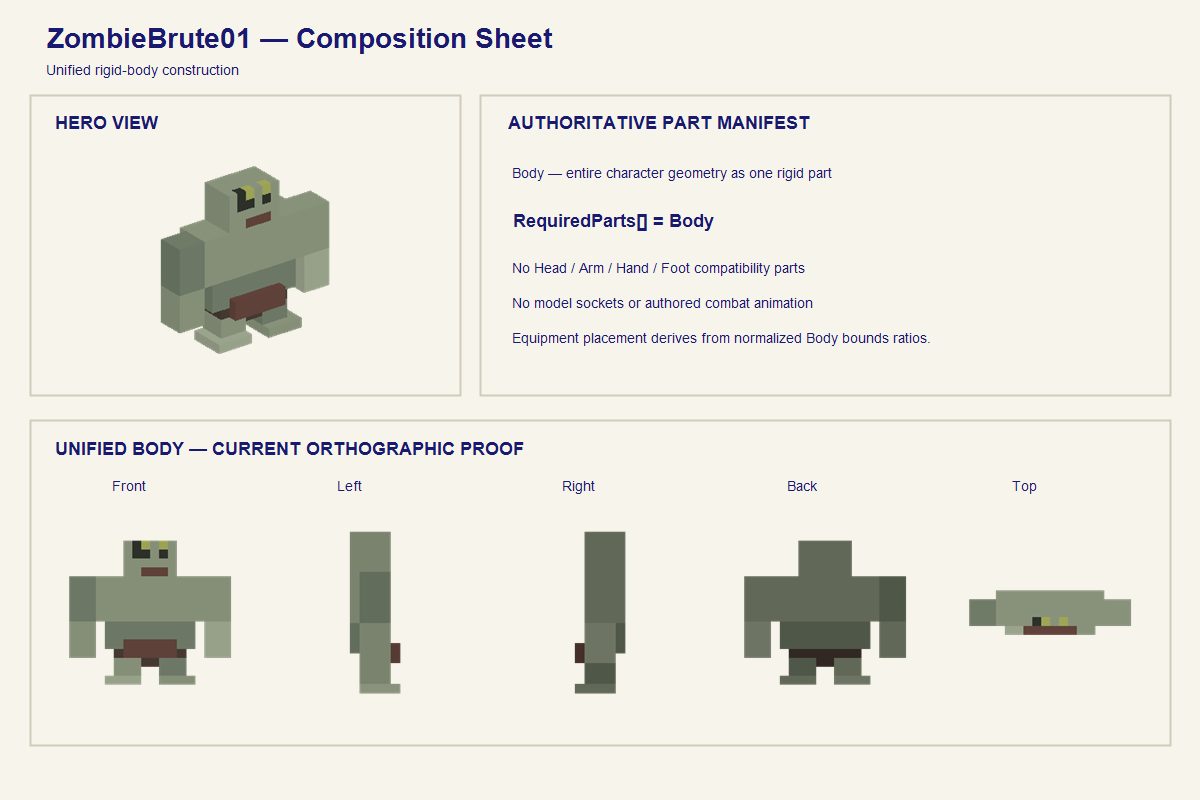 ZombieBrute01 — Composition Sheet
Unified rigid-body construction
HERO VIEW
AUTHORITATIVE PART MANIFEST
Body — entire character geometry as one rigid part
RequiredParts[] = Body
No Head / Arm / Hand / Foot compatibility parts
No model sockets or authored combat animation
Equipment placement derives from normalized Body bounds ratios.
UNIFIED BODY — CURRENT ORTHOGRAPHIC PROOF
Front Left Right Back Top